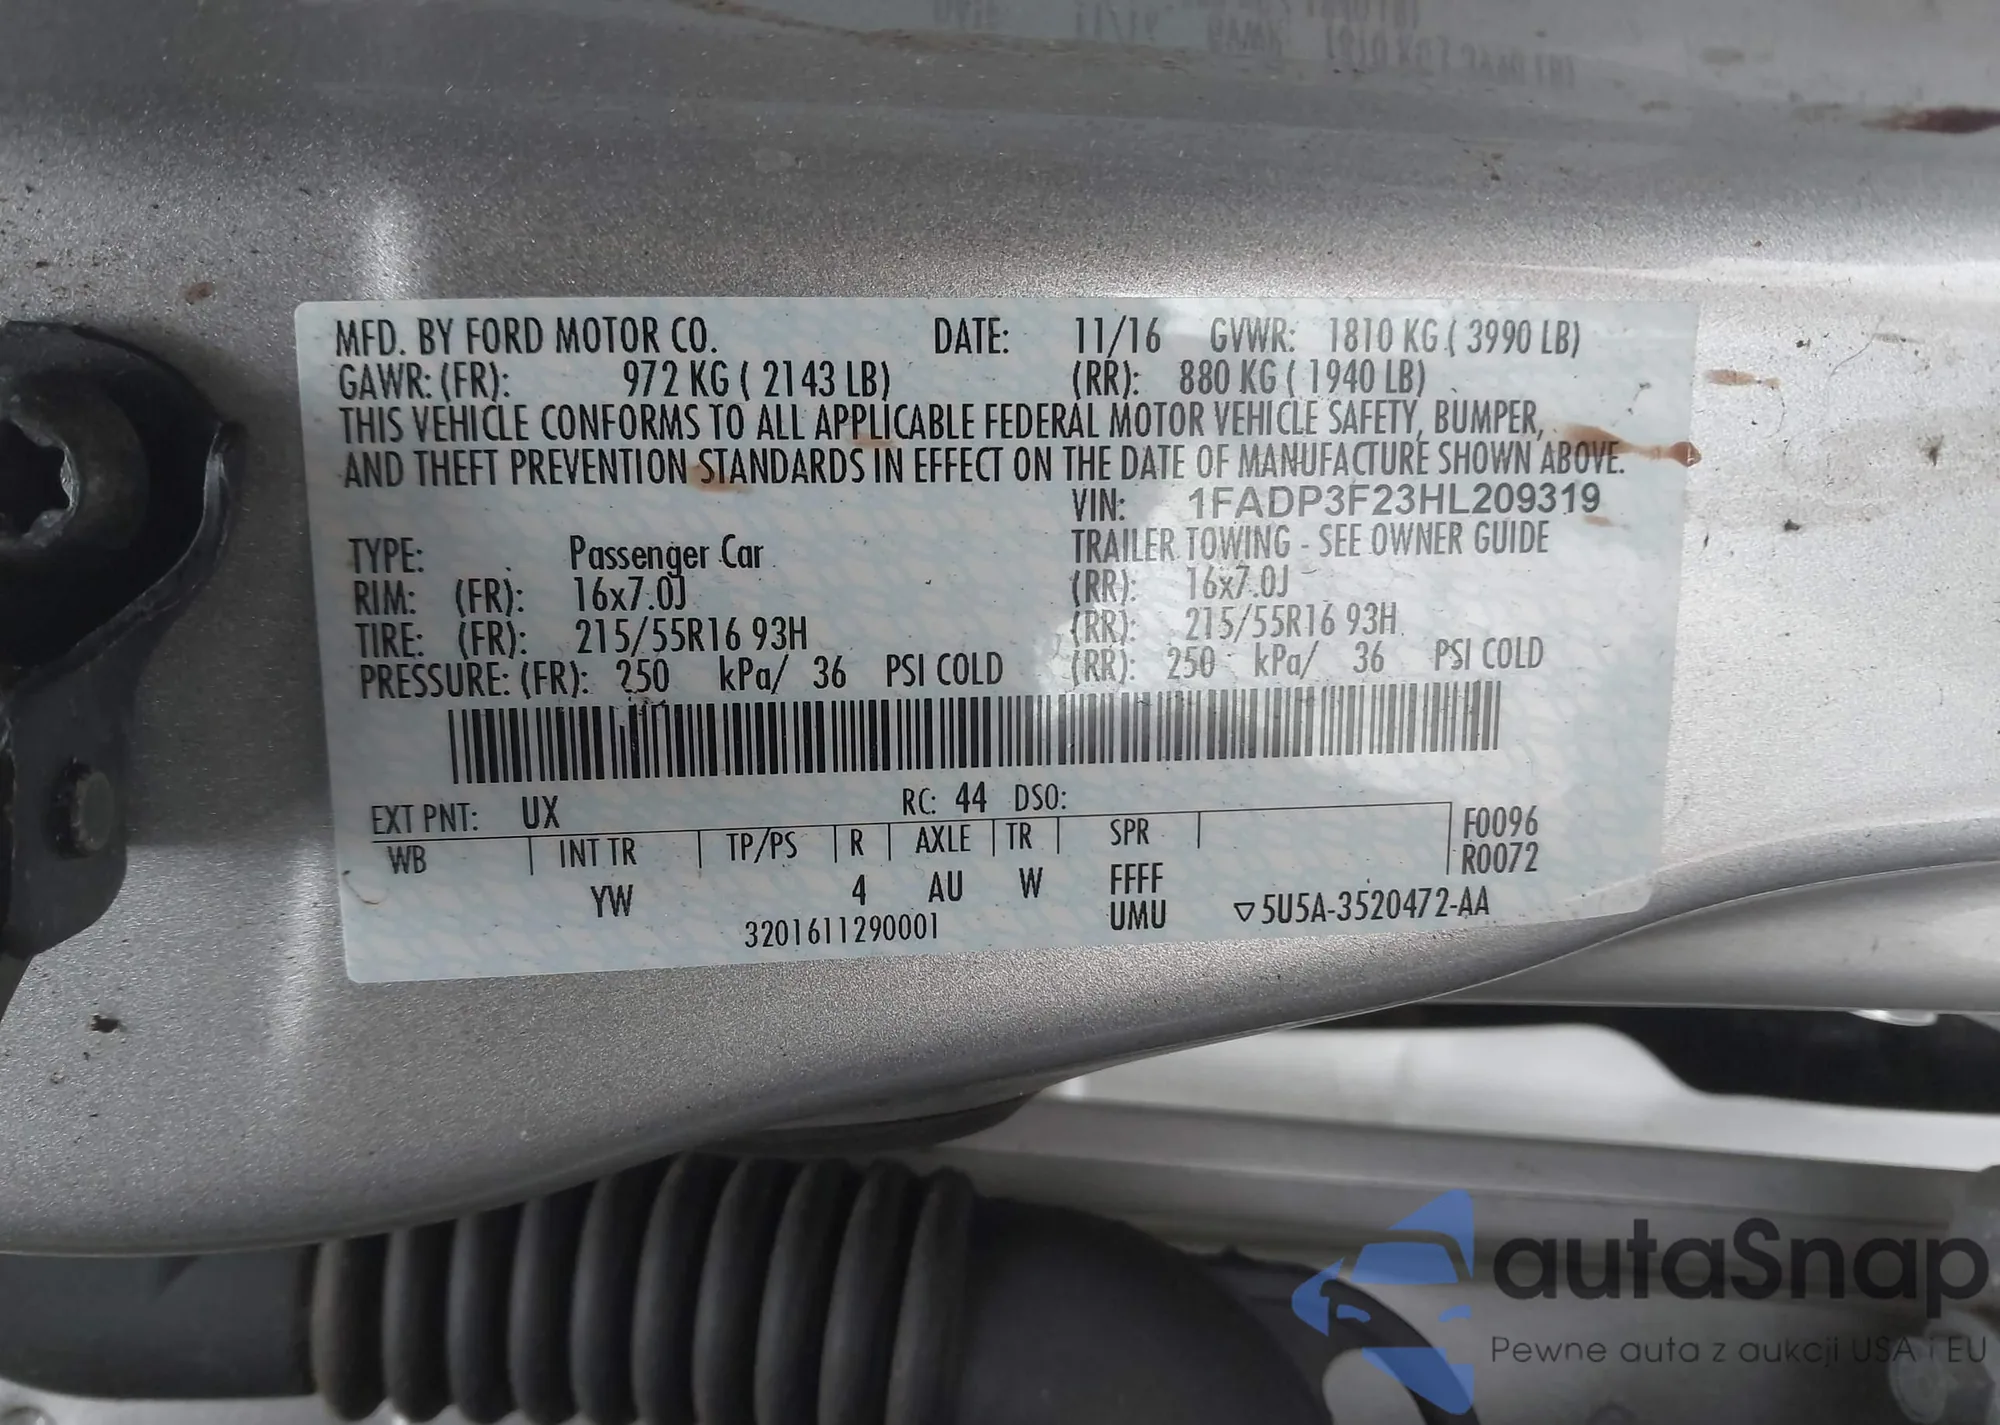 MFD. BY FORD MOTOR CO. DATE: 11/16 GVWR: 1810 KG ( 3990 LB)
GAWR: (FR): 972 KG ( 2143 LB) (RR): 880 KG ( 1940 LB)
THIS VEHICLE CONFORMS TO ALL APPLICABLE FEDERAL MOTOR VEHICLE SAFETY, BUMPER,
AND THEFT PREVENTION STANDARDS IN EFFECT ON THE DATE OF MANUFACTURE SHOWN ABOVE.
VIN: 1FADP3F23HL209319
TYPE: Passenger Car TRAILER TOWING - SEE OWNER GUIDE
RIM: (FR): 16x7.0J (RR): 16x7.0J
TIRE: (FR): 215/55R16 93H (RR): 215/55R16 93H
PRESSURE: (FR): 250 kPa/ 36 PSI COLD (RR): 250 kPa/ 36 PSI COLD
EXT PNT: UX RC: 44 DSO:
WB INT TR TP/PS R AXLE TR SPR F0096
R0072
YW 4 AU W FFFF
UMU ▽5U5A-3520472-AA
3201611290001
autaSnap
Pewne auta z aukcji USA i EU